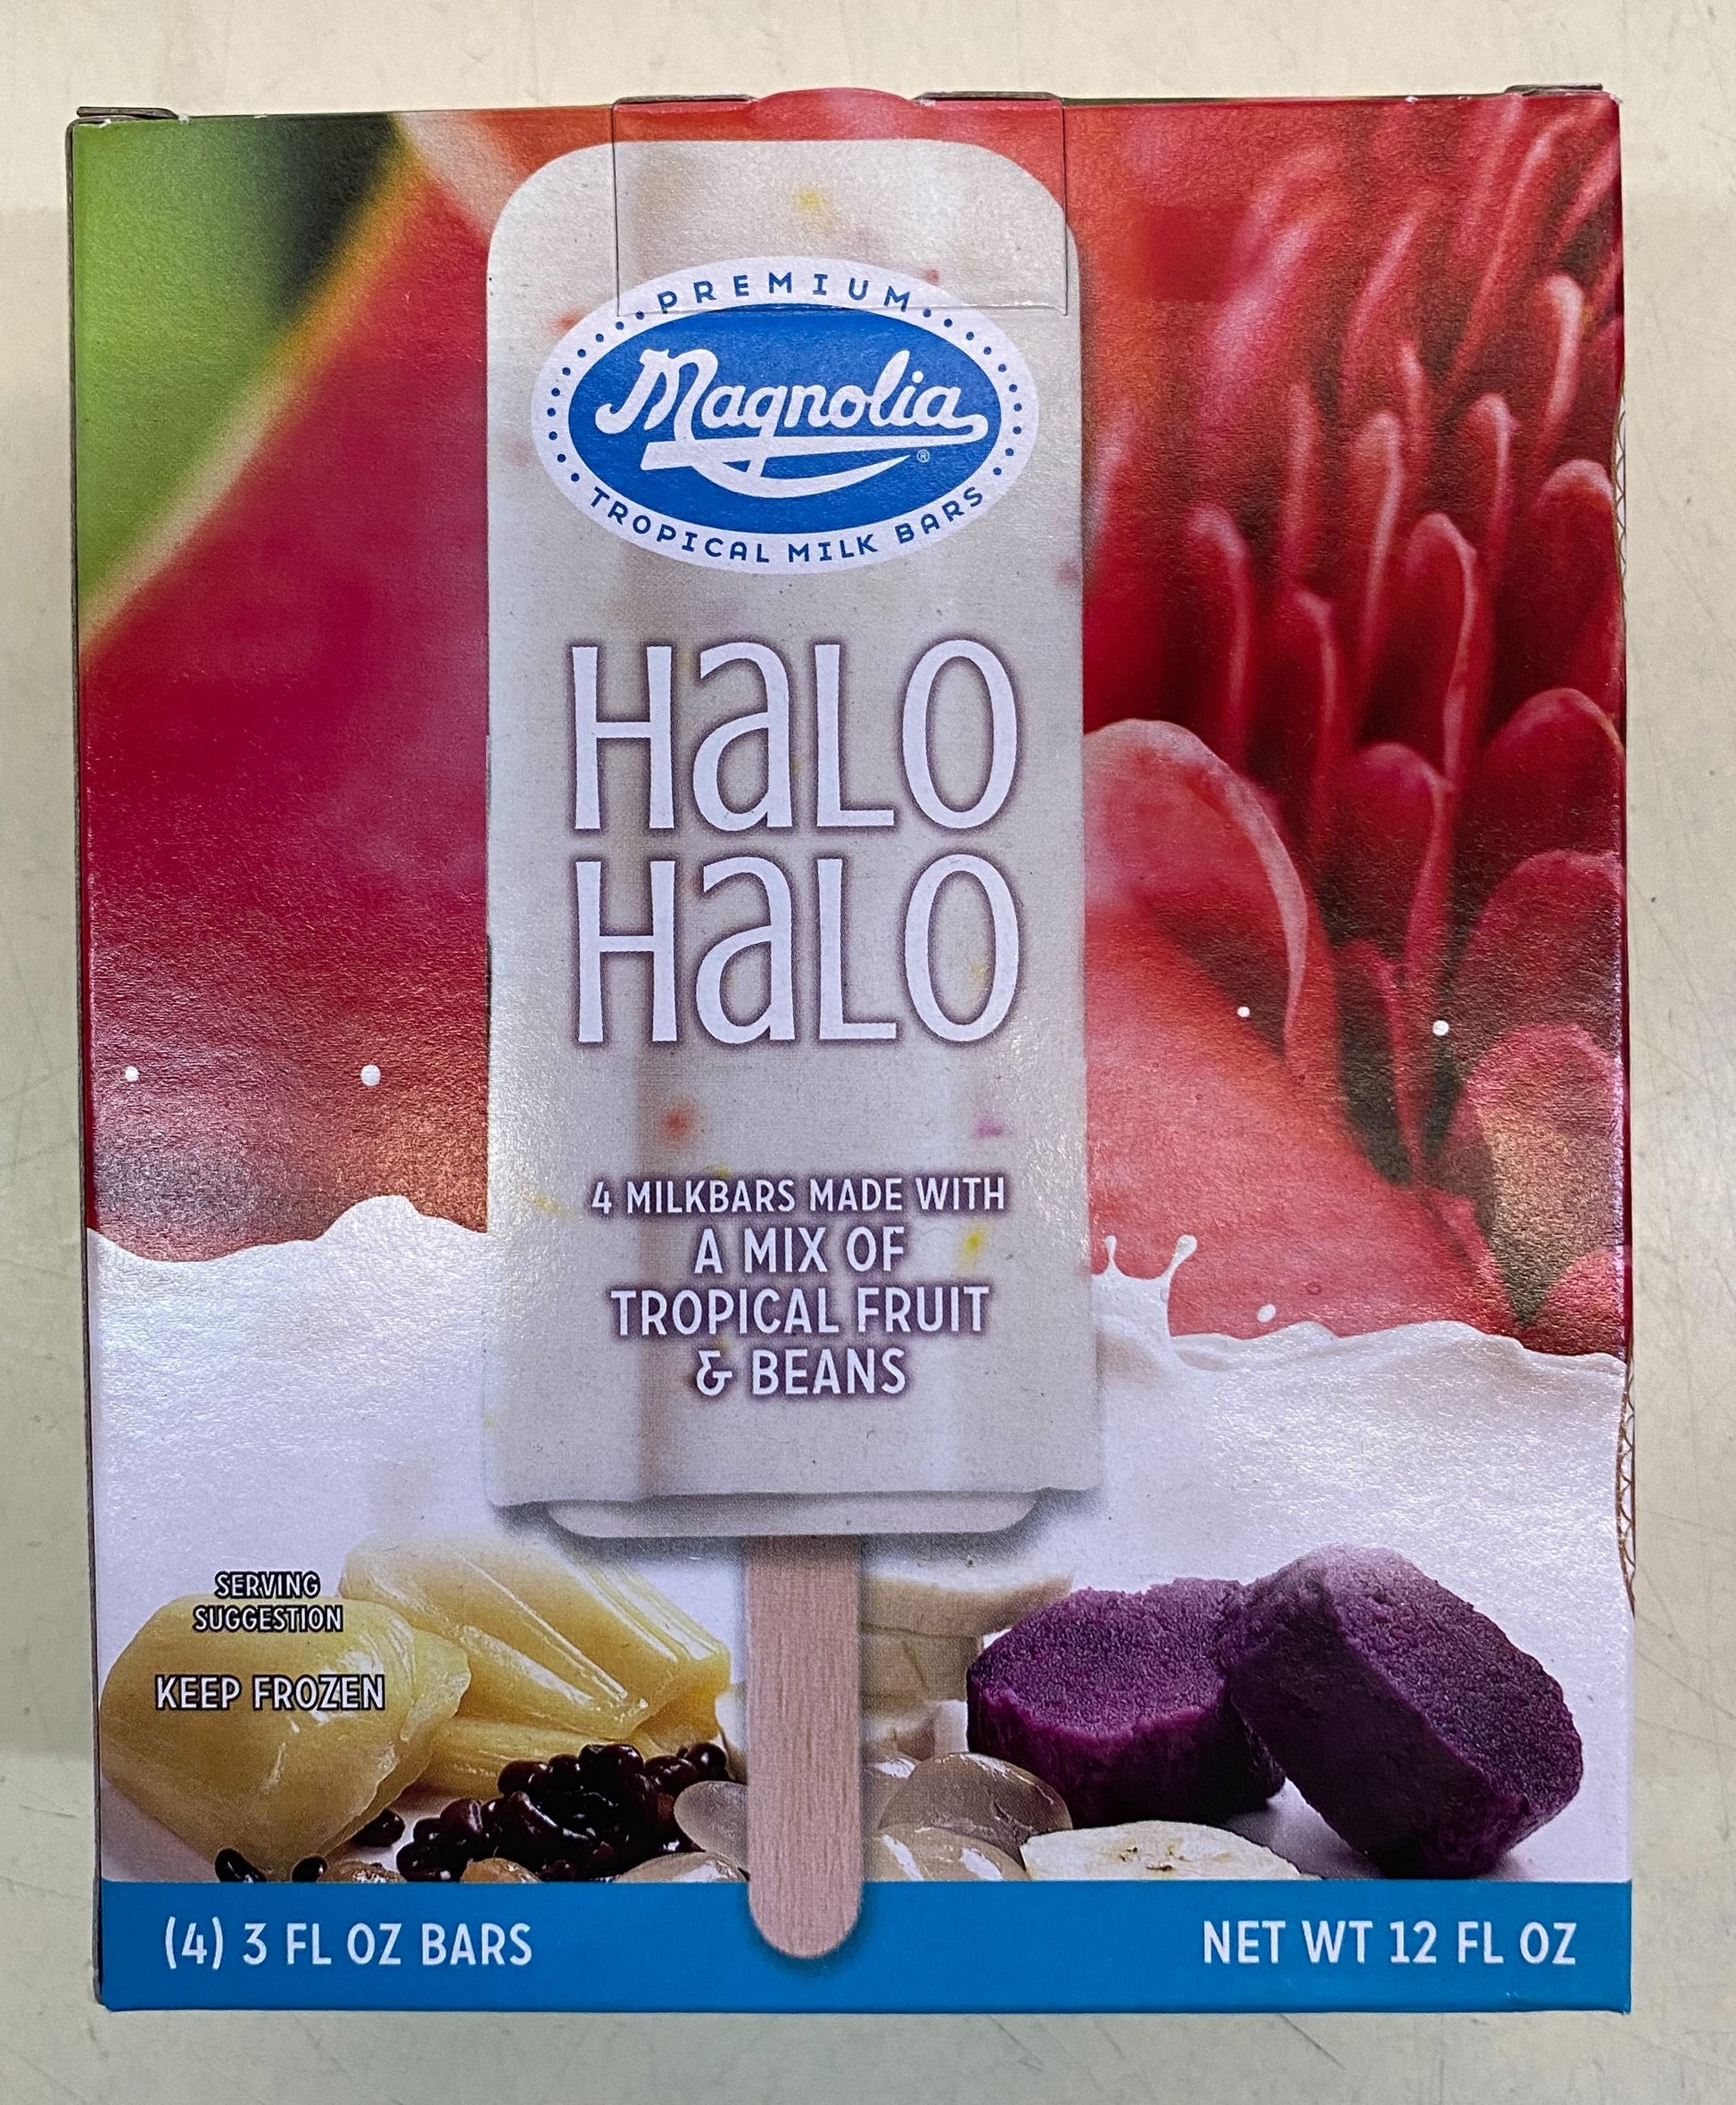 PREMIUM
Magnolia®
TROPICAL MILK BARS
HaLO
HaLO
4 MILKBARS MADE WITH
A MIX OF
TROPICAL FRUIT
& BEANS
SERVING
SUGGESTION
KEEP FROZEN
(4) 3 FL OZ BARS
NET WT 12 FL OZ